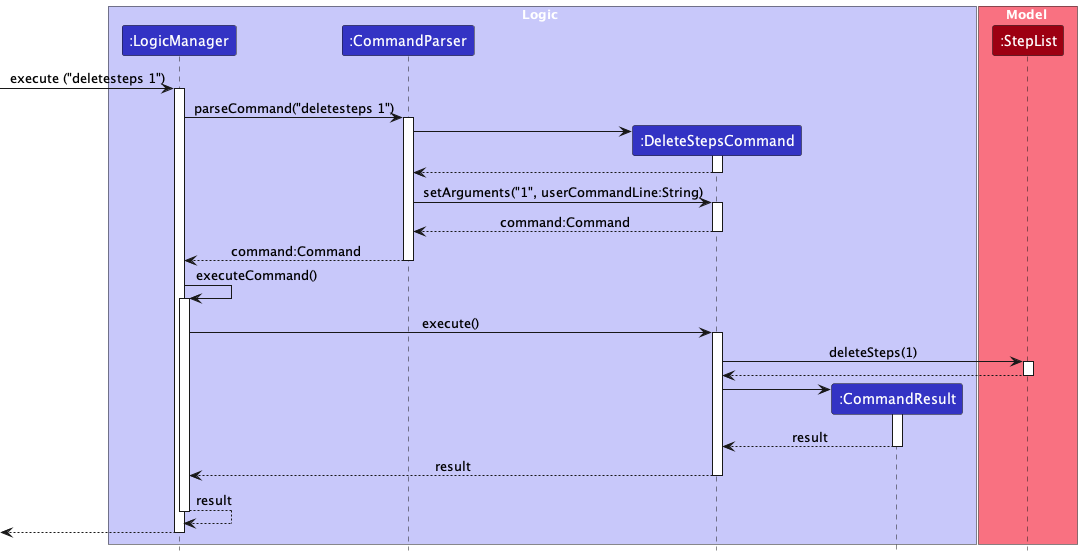 Logic
Model
:LogicManager
:CommandParser
:StepList
execute ("deletesteps 1")
parseCommand("deletesteps 1")
:DeleteStepsCommand
setArguments("1", userCommandLine:String)
command:Command
command:Command
executeCommand()
execute()
deleteSteps(1)
:CommandResult
result
result
result